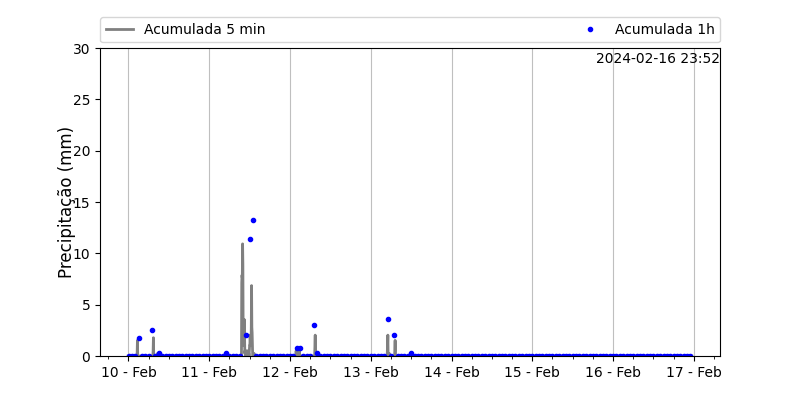 Acumulada 5 min
Acumulada 1h
2024-02-16 23:52
Precipitação (mm)
30
25
20
15
10
5
0
10 - Feb
11 - Feb
12 - Feb
13 - Feb
14 - Feb
15 - Feb
16 - Feb
17 - Feb